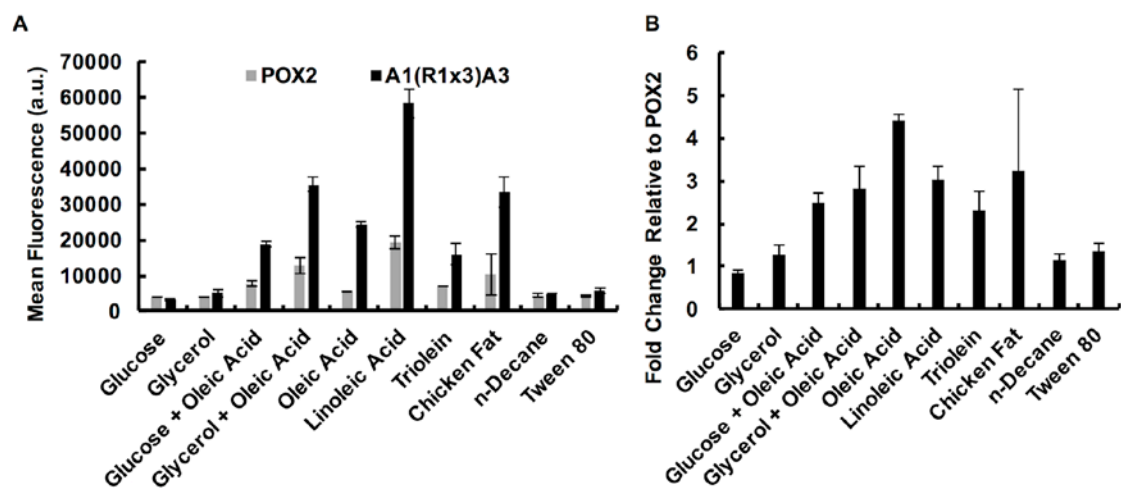 A
Mean Fluorescence (a.u.)
70000
60000
50000
40000
30000
20000
10000
0
POX2
A1(R1x3)A3
Glucose
Glycerol
Glucose + Oleic Acid
Glycerol + Oleic Acid
Oleic Acid
Linoleic Acid
Triolein
Chicken Fat
n-Decane
Tween 80
B
Fold Change Relative to POX2
6
5
4
3
2
1
0
Glucose
Glycerol
Glucose + Oleic Acid
Glycerol + Oleic Acid
Oleic Acid
Linoleic Acid
Triolein
Chicken Fat
n-Decane
Tween 80